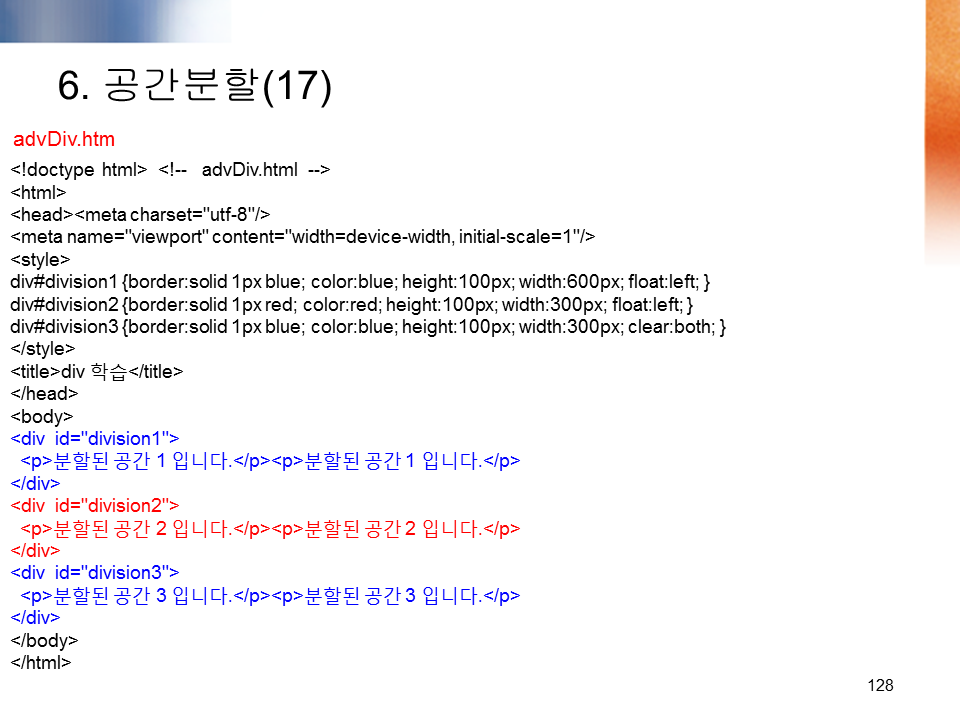 6. 공간분할(17)
advDiv.htm
<!doctype html>  <!--   advDiv.html  -->
<html>
<head><meta charset="utf-8"/>
<meta name="viewport" content="width=device-width, initial-scale=1"/>
<style>
div#division1 {border:solid 1px blue; color:blue; height:100px; width:600px; float:left; }
div#division2 {border:solid 1px red; color:red; height:100px; width:300px; float:left; }
div#division3 {border:solid 1px blue; color:blue; height:100px; width:300px; clear:both; }
</style>
<title>div 학습</title>
</head>
<body>
<div  id="division1">
  <p>분할된 공간 1 입니다.</p><p>분할된 공간 1 입니다.</p>
</div>
<div  id="division2">
  <p>분할된 공간 2 입니다.</p><p>분할된 공간 2 입니다.</p>
</div>
<div  id="division3">
  <p>분할된 공간 3 입니다.</p><p>분할된 공간 3 입니다.</p>
</div>
</body>
</html>
128